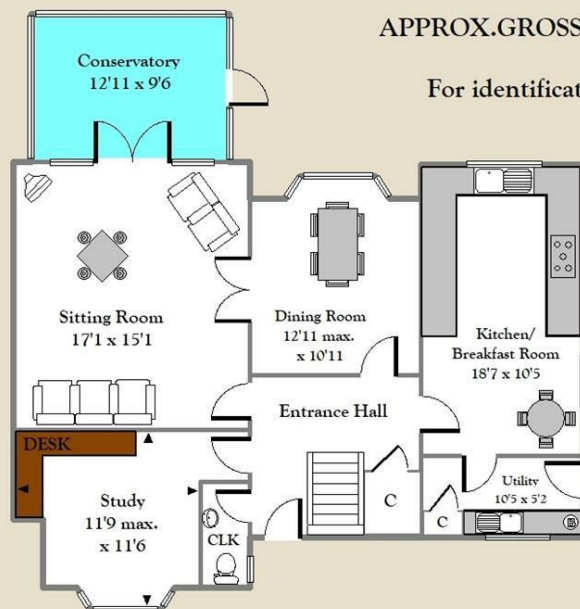 APPROX.GROSS
For identificat
Conservatory
12'11 x 9'6
Sitting Room
17'1 x 15'1
Dining Room
12'11 max.
x 10'11
Kitchen/
Breakfast Room
18'7 x 10'5
Entrance Hall
DESK
Study
11'9 max.
x 11'6
CLK
C
C
Utility
10'5 x 5'2
B